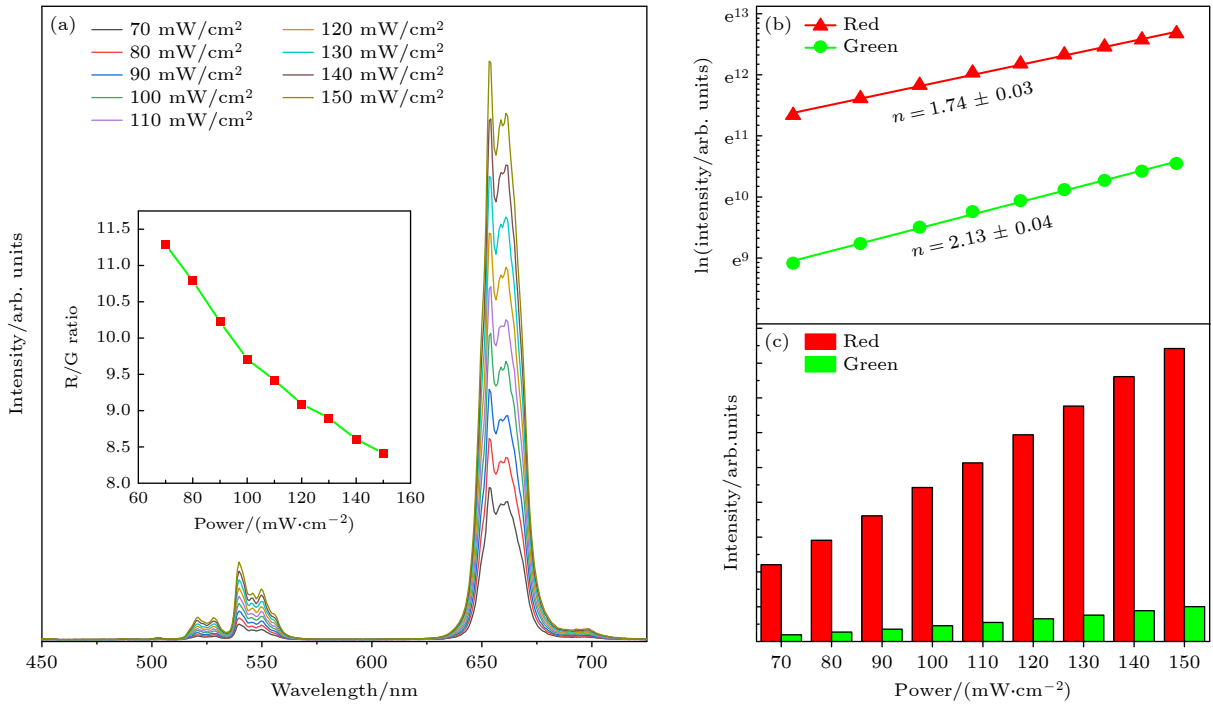 (a)
70 mW/cm²
80 mW/cm²
90 mW/cm²
100 mW/cm²
110 mW/cm²
120 mW/cm²
130 mW/cm²
140 mW/cm²
150 mW/cm²
Intensity/arb. units
R/G ratio
11.5
11.0
10.5
10.0
9.5
9.0
8.5
8.0
60 80 100 120 140 160
Power/(mW·cm⁻²)
450 500 550 600 650 700
Wavelength/nm
(b)
Red
Green
ln(intensity/arb. units)
e¹³
e¹²
e¹¹
e¹⁰
e⁹
n = 1.74 ± 0.03
n = 2.13 ± 0.04
(c)
Red
Green
Intensity/arb.units
70 80 90 100 110 120 130 140 150
Power/(mW·cm⁻²)